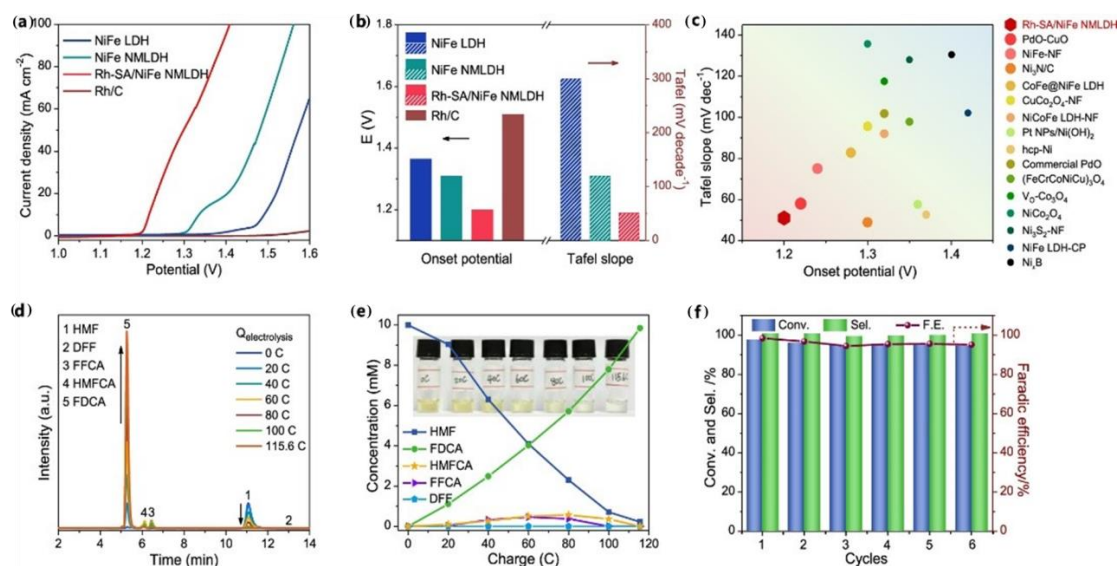 (a)
100
80
60
40
20
0
Current density (mA cm-2)
NiFe LDH
NiFe NMLDH
Rh-SA/NiFe NMLDH
Rh/C
1.0 1.1 1.2 1.3 1.4 1.5 1.6
Potential (V)
(b)
1.8
1.6
1.4
1.2
E (V)
NiFe LDH
NiFe NMLDH
Rh-SA/NiFe NMLDH
Rh/C
400
300
200
100
0
Tafel (mV decade-1)
Onset potential Tafel slope
(c)
140
120
100
80
60
40
Tafel slope (mV dec-1)
1.2 1.3 1.4
Onset potential (V)
Rh-SA/NiFe NMLDH
PdO-CuO
NiFe-NF
Ni3N/C
CoFe@NiFe LDH
CuCo2O4-NF
NiCoFe LDH-NF
Pt NPs/Ni(OH)2
hcp-Ni
Commercial PdO
(FeCrCoNiCu)3O4
VO-Co3O4
NiCo2O4
Ni3S2-NF
NiFe LDH-CP
NixB
(d)
Intensity (a.u.)
1 HMF
2 DFF
3 FFCA
4 HMFCA
5 FDCA
5
43
1
2
Qelectrolysis
0 C
20 C
40 C
60 C
80 C
100 C
115.6 C
2 4 6 8 10 12 14
Time (min)
(e)
10
8
6
4
2
0
Concentration (mM)
0C 20C 40C 60C 80C
HMF
FDCA
HMFCA
FFCA
DFF
0 20 40 60 80 100 120
Charge (C)
(f)
100
80
60
40
20
0
Conv. and Sel. /%
Conv. Sel. F.E.
100
80
60
40
20
0
Faradic efficiency/%
1 2 3 4 5 6
Cycles